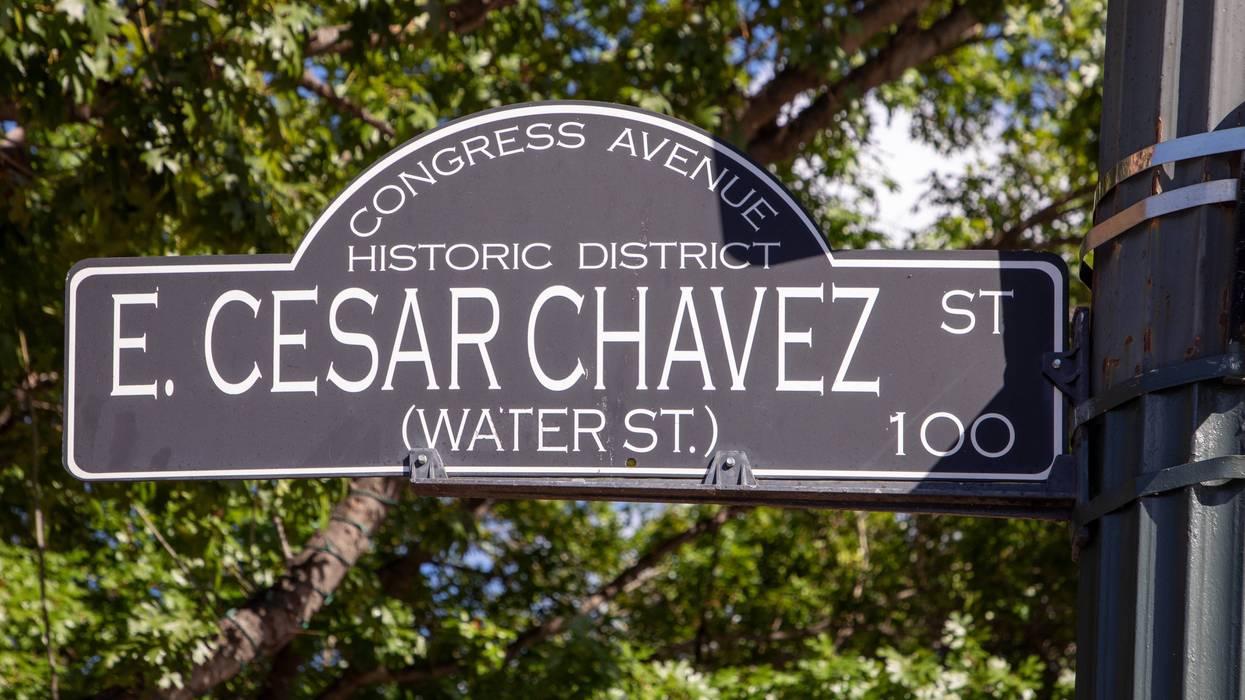 CONGRESS AVENUE
HISTORIC DISTRICT
E. CESAR CHAVEZ ST
(WATER ST.) 100